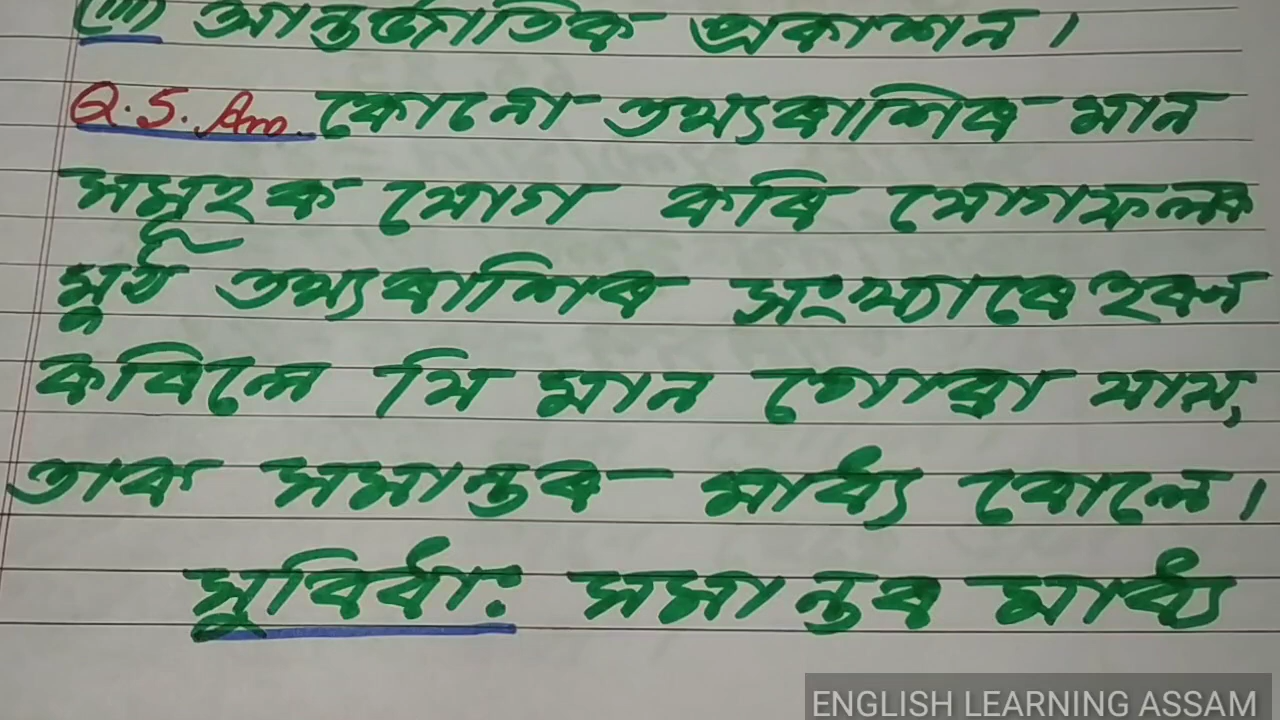 (iii) আন্তৰ্জাতিক প্ৰকাশন।
Q.5. Ans. কোনো তথ্যৰাশিৰ মান
সমূহক যোগ কৰি যোগফলক
মুঠ তথ্যৰাশিৰ সংখ্যাৰে হৰণ
কৰিলে যি মান পোৱা যায়,
তাক সমান্তৰ মাধ্য বোলে।
সুবিধা: সমান্তৰ মাধ্য
ENGLISH LEARNING ASSAM